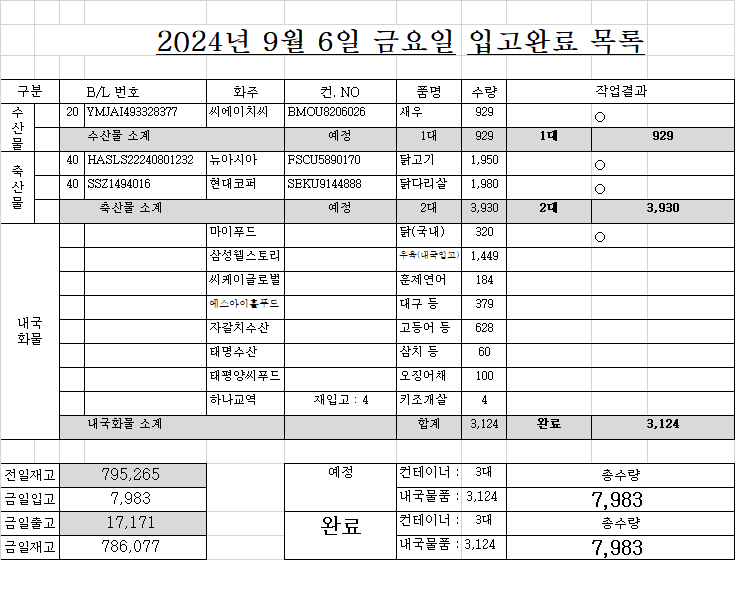 2024년 9월 6일 금요일 입고완료 목록
구분 B/L 번호 화주 컨. NO 품명 수량 작업결과
수산물 20 YMJAI493328377 씨에이치씨 BMOU8206026 새우 929 ○
수산물 소계 예정 1대 929 1대 929
축산물 40 HASLS22240801232 뉴아시아 FSCU5890170 닭고기 1,950 ○
40 SSZ1494016 현대코퍼 SEKU9144888 닭다리살 1,980 ○
축산물 소계 예정 2대 3,930 2대 3,930
내국화물 마이푸드 닭(국내) 320 ○
삼성웰스토리 우육(내국입고) 1,449
씨케이글로벌 훈제연어 184
에스아이홀푸드 대구 등 379
자갈치수산 고등어 등 628
태명수산 삼치 등 60
태평양씨푸드 오징어채 100
하나교역 재입고 : 4 키조개살 4
내국화물 소계 합계 3,124 완료 3,124
전일재고 795,265 예정 컨테이너 : 3대 총수량
금일입고 7,983 내국물품 : 3,124 7,983
금일출고 17,171 완료 컨테이너 : 3대 총수량
금일재고 786,077 내국물품 : 3,124 7,983